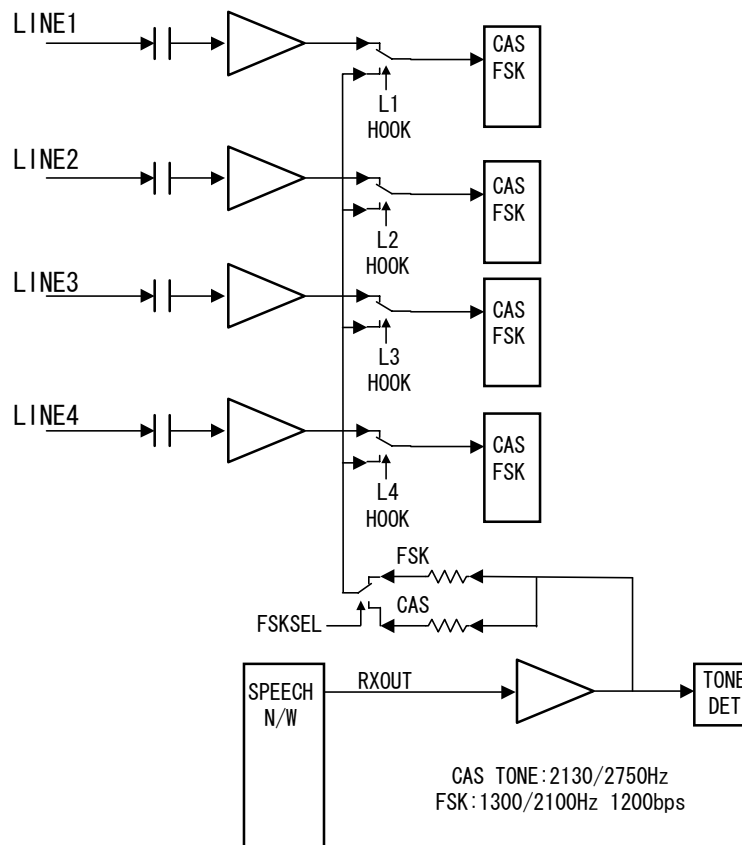 LINE1
CAS
FSK
L1
HOOK
LINE2
CAS
FSK
L2
HOOK
LINE3
CAS
FSK
L3
HOOK
LINE4
CAS
FSK
L4
HOOK
FSK
CAS
FSKSEL
SPEECH
N/W
RXOUT
TONE
DET
CAS TONE:2130/2750Hz
FSK:1300/2100Hz 1200bps